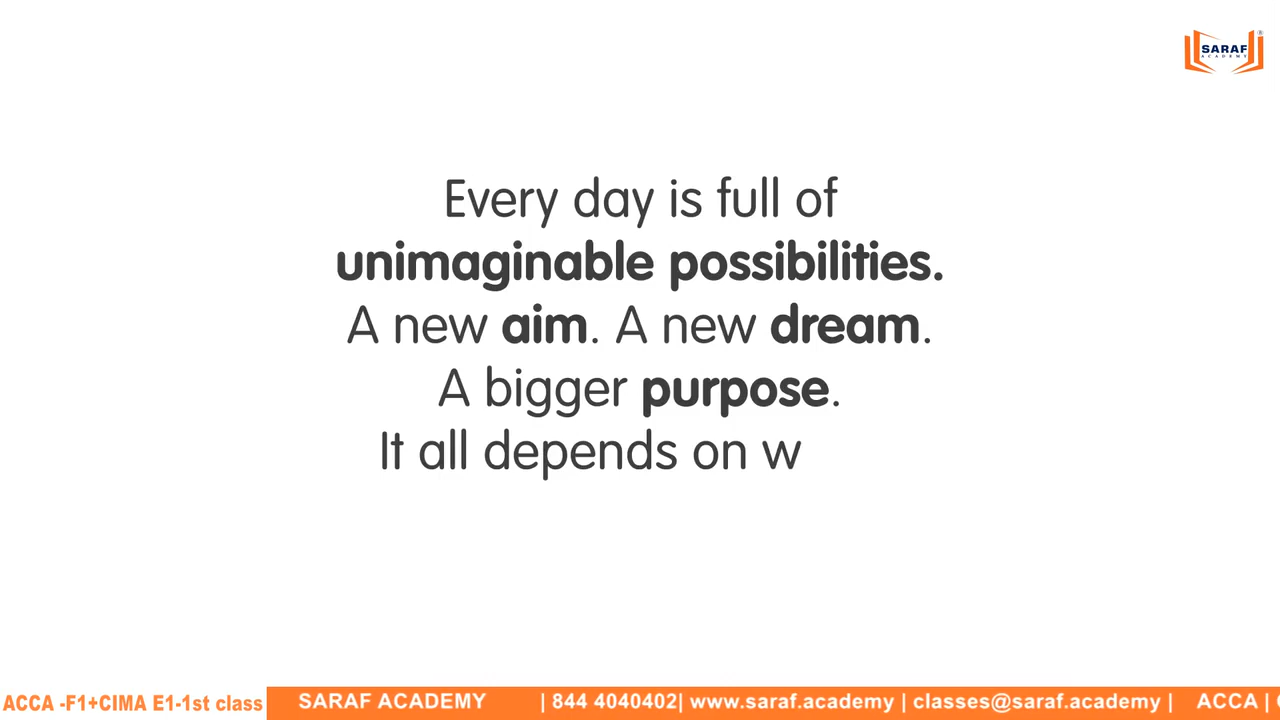 SARAF
ACADEMY
Every day is full of
unimaginable possibilities.
A new aim. A new dream.
A bigger purpose.
It all depends on w
ACCA -F1+CIMA E1-1st class
SARAF ACADEMY | 844 4040402| www.saraf.academy | classes@saraf.academy | ACCA |